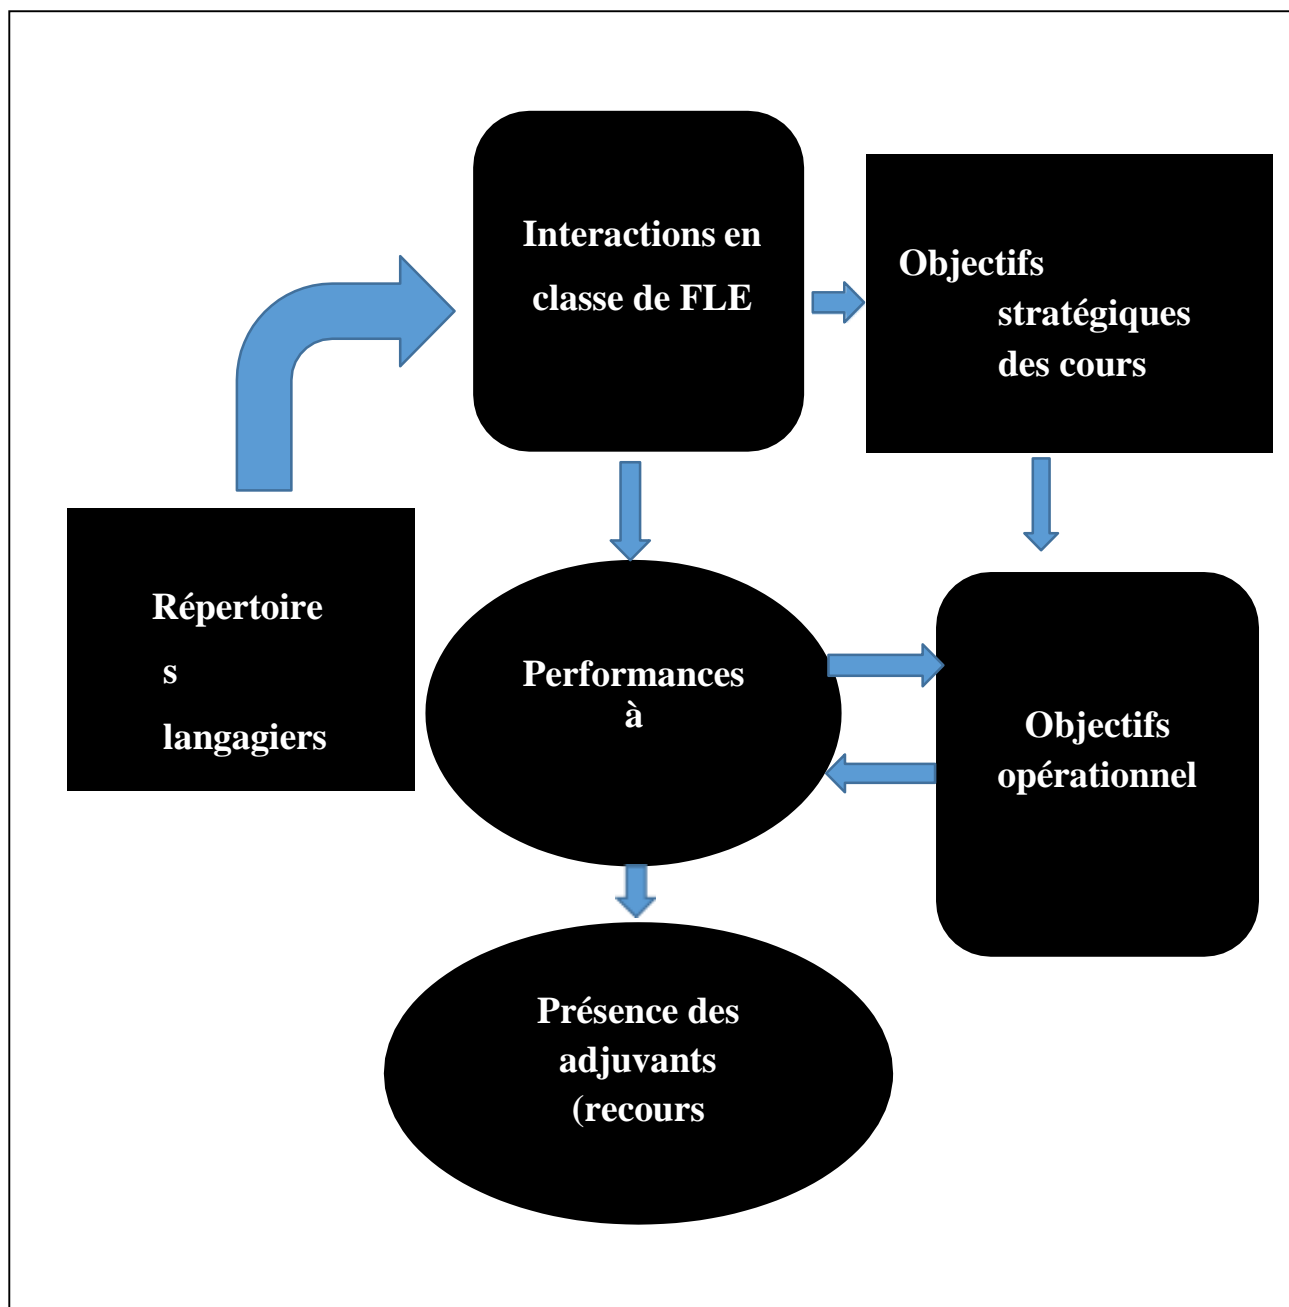 Interactions en
classe de FLE
Objectifs
stratégiques
des cours
Répertoire
s
langagiers
Performances
à
Objectifs
opérationnel
Présence des
adjuvants
(recours